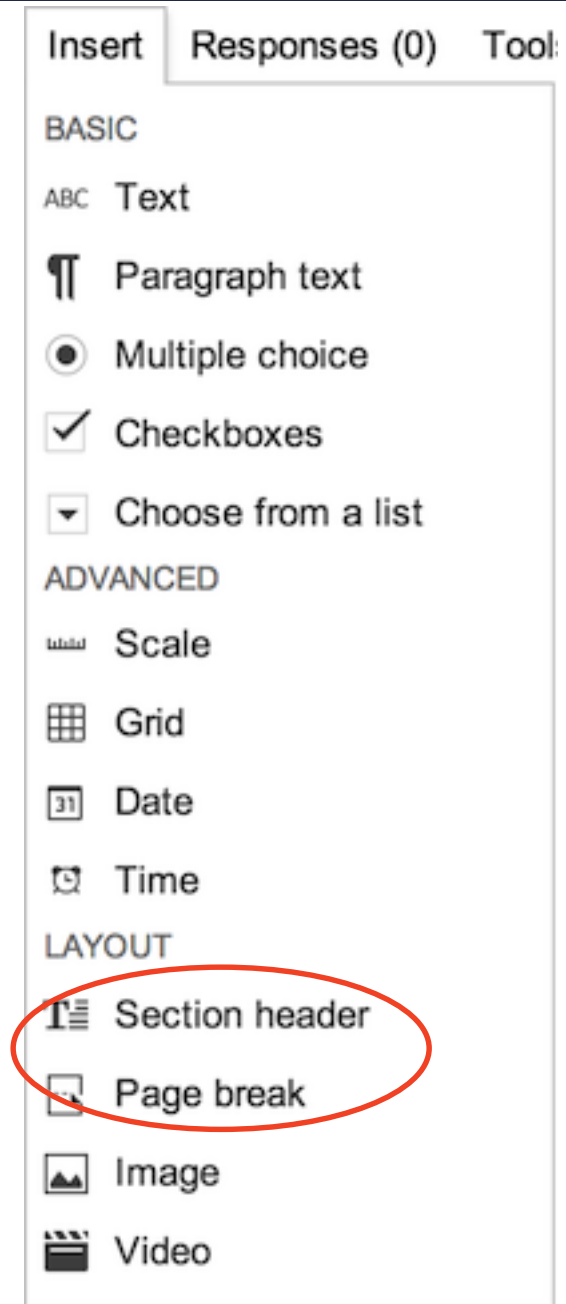 Insert Responses (0) Tool
BASIC
ABC Text
Paragraph text
Multiple choice
Checkboxes
Choose from a list
ADVANCED
Scale
Grid
31 Date
Time
LAYOUT
Section header
Page break
Image
Video